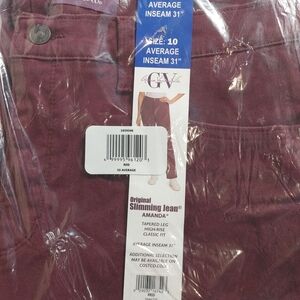 AVERAGE
INSEAM 31"
SIZE: 10
AVERAGE
INSEAM 31"
GV
RED
10 AVERAGE
Original
Slimming Jean®
AMANDA®
TAPERED LEG
HIGH-RISE
CLASSIC FIT
AVERAGE INSEAM 31"
ADDITIONAL SELECTION
MAY BE AVAILABLE ON
COSTCO.COM
RED